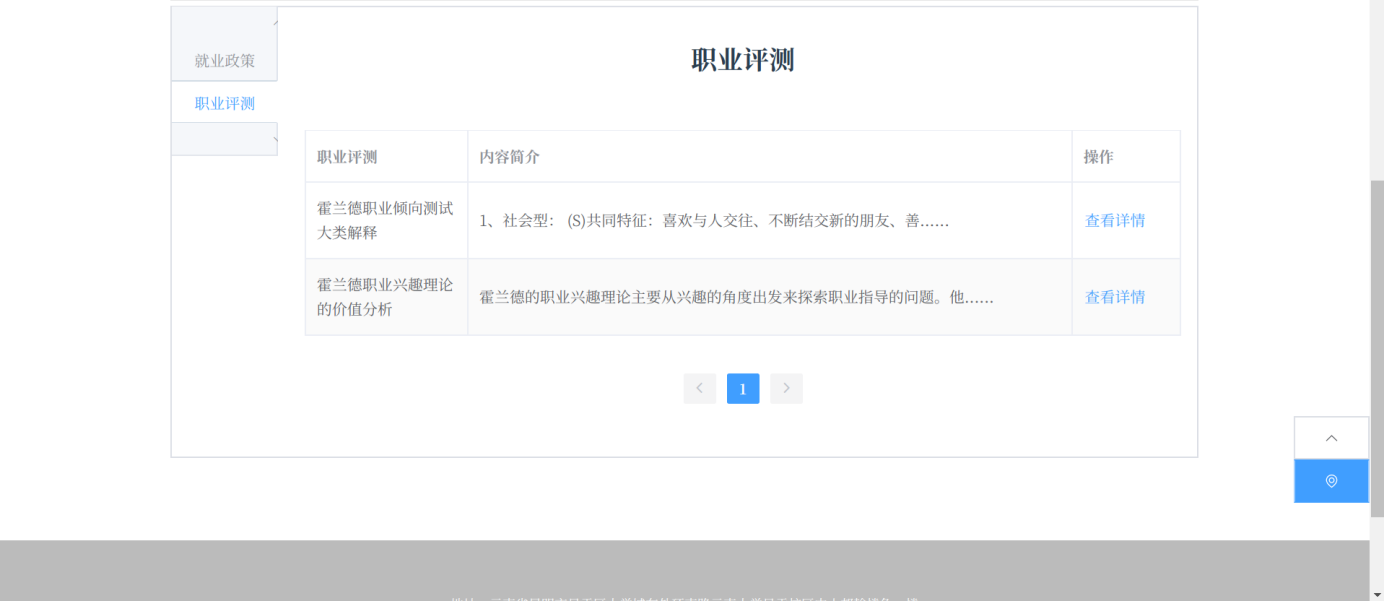 就业政策
职业评测
职业评测
职业评测
内容简介
操作
霍兰德职业倾向测试
大类解释
1、社会型： (S)共同特征：喜欢与人交往、不断结交新的朋友、善……
查看详情
霍兰德职业兴趣理论
的价值分析
霍兰德的职业兴趣理论主要从兴趣的角度出发来探索职业指导的问题。他……
查看详情
1